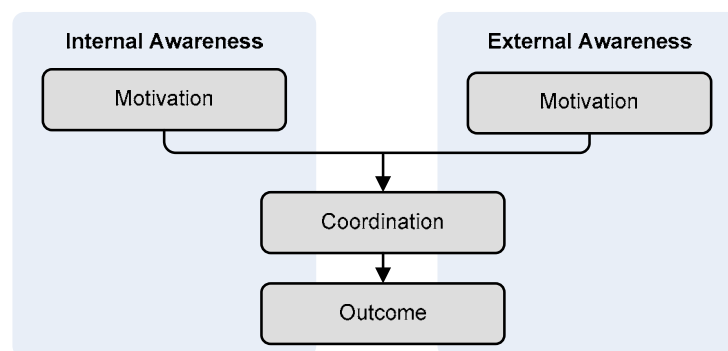 Internal Awareness
External Awareness
Motivation
Motivation
Coordination
Outcome